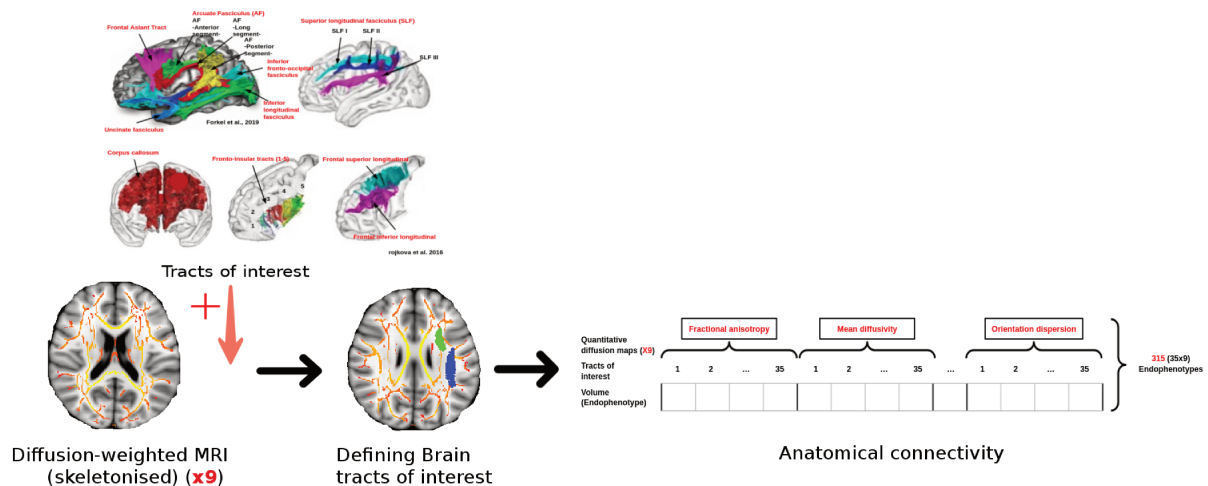 Frontal Aslant Tract
Arcuate Fasciculus (AF)
AF
-Anterior
segment-
AF
-Long
segment-
AF
-Posterior
segment-
Inferior
fronto-occipital
fasciculus
Inferior
longitudinal
fasciculus
Uncinate fasciculus
Forkel et al., 2019
Superior longitudinal fasciculus (SLF)
SLF I
SLF II
SLF III
Corpus callosum
Fronto-insular tracts (1-5)
1
2
3
4
5
Frontal superior longitudinal
Frontal inferior longitudinal
rojkova et al. 2016
Tracts of interest
+
Diffusion-weighted MRI
(skeletonised) (x9)
Defining Brain
tracts of interest
Quantitative
diffusion maps (X9)
Fractional anisotropy
Mean diffusivity
Orientation dispersion
Tracts of
interest
1 2 ... 35 1 2 ... 35 ... 1 2 ... 35
Volume
(Endophenotype)
315 (35x9)
Endophenotypes
Anatomical connectivity